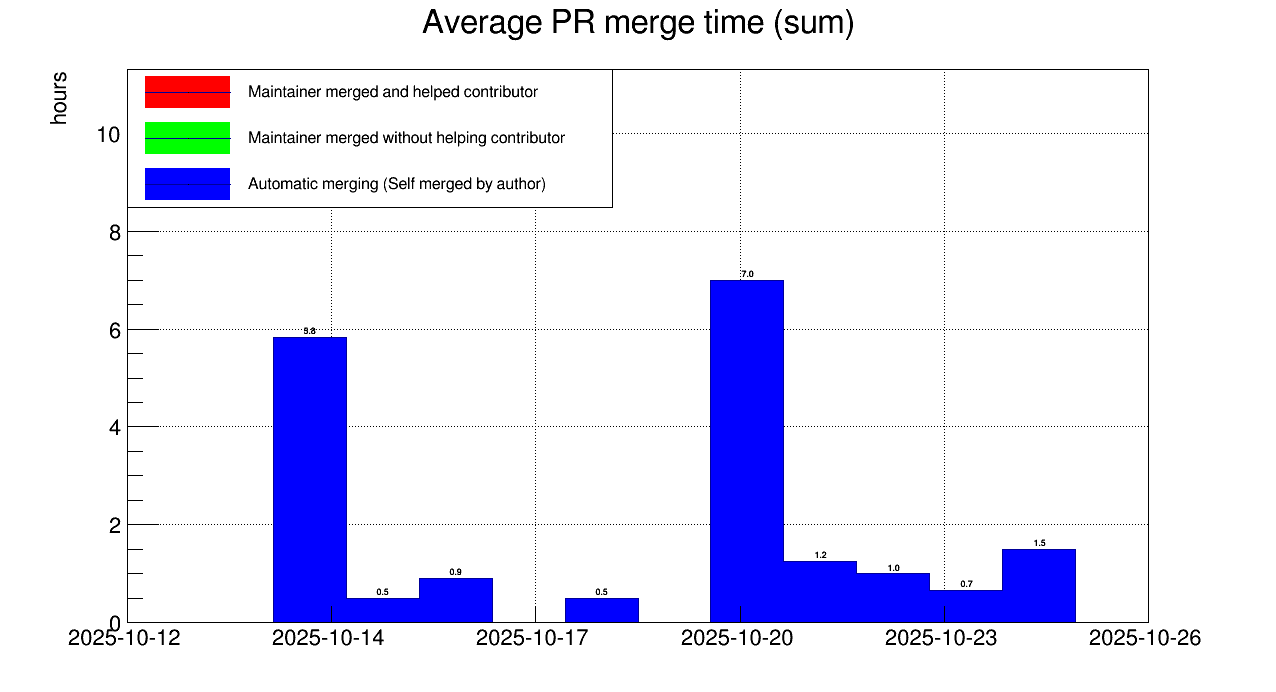 Average PR merge time (sum)
hours
Maintainer merged and helped contributor
Maintainer merged without helping contributor
Automatic merging (Self merged by author)
10
8
6
4
2
0
5.8
0.5
0.9
0.5
7.0
1.2
1.0
0.7
1.5
2025-10-12 2025-10-14 2025-10-17 2025-10-20 2025-10-23 2025-10-26